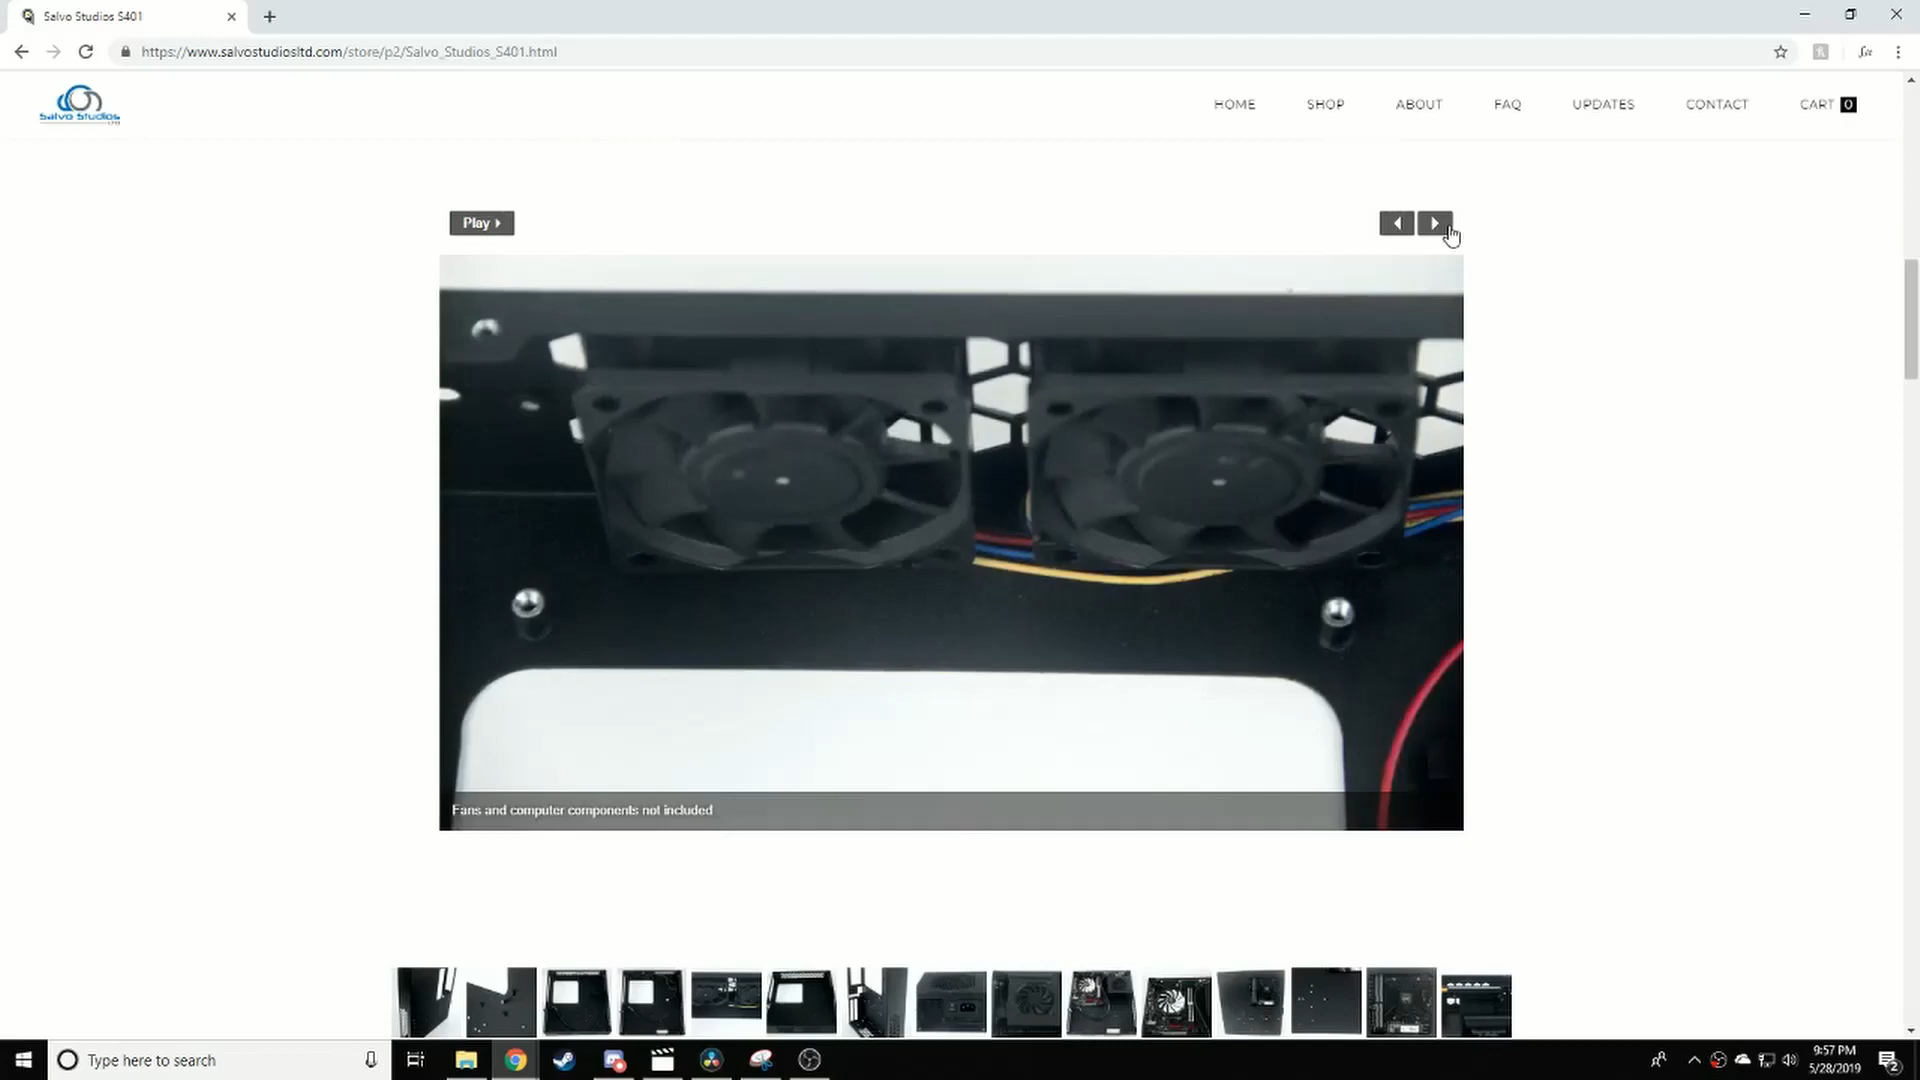 Salvo Studios S401
https://www.salvostudiosltd.com/store/p2/Salvo_Studios_S401.html
Salvo Studios
LTD
HOME SHOP ABOUT FAQ UPDATES CONTACT CART 0
Play
Fans and computer components not included
Type here to search
9:57 PM
5/28/2019
2